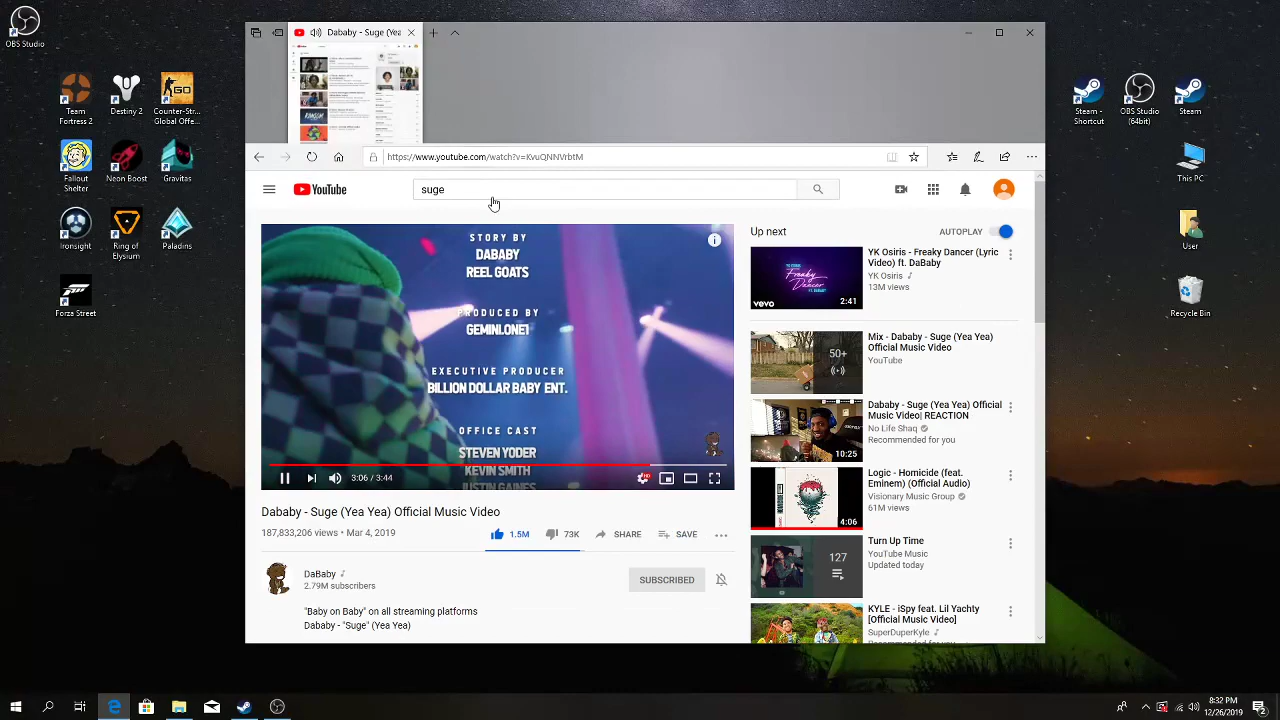 OBS Studio
Dreams -
Fortress 2
Counter-Str...
Global Offe...
Fallout
Shelter
Neon Boost
Gravitas
Ironsight
Ring of
Elysium
Paladins
Forza Street
GO
Dababy - Suge (Yea
https://www.youtube.com/watch?v=KvuQNNVrbtM
YouTube
suge
STORY BY
DABABY
REEL GOATS
PRODUCED BY
GEMINLONE1
EXECUTIVE PRODUCER
BILLION DOLLAR BABY ENT.
OFFICE CAST
STEVEN YODER
KEVIN SMITH
JUSTIN GAINES
3:06 / 3:44
HD
Dababy - Suge (Yea Yea) Official Music Video
187,833,206 views • Mar 4, 2019
1.5M
73K
SHARE
SAVE
DaBaby
2.79M subscribers
SUBSCRIBED
"Baby on Baby" on all streaming platforms
Dababy - "Suge" (Yea Yea)
Up next
AUTOPLAY
YK Osiris - Freaky Dancer (Lyric
Video) ft. DaBaby
YK Osiris
13M views
vevo
2:41
Mix - Dababy - Suge (Yea Yea)
Official Music Video
YouTube
50+
Dababy - Suge (Yea Yea) Official
Music Video| REACTION
No Life Shaq
Recommended for you
10:25
Logic - Homicide (feat.
Eminem) (Official Audio)
Visionary Music Group
61M views
4:06
Turn Up Time
YouTube Music
Updated today
127
KYLE - iSpy feat. Lil Yachty
[Official Music Video]
SuperDuperKyle
Recommended for you
Steam -
Shortcut
(64bit)
This PC
User
Recycle Bin
8:32 PM
12/26/2019